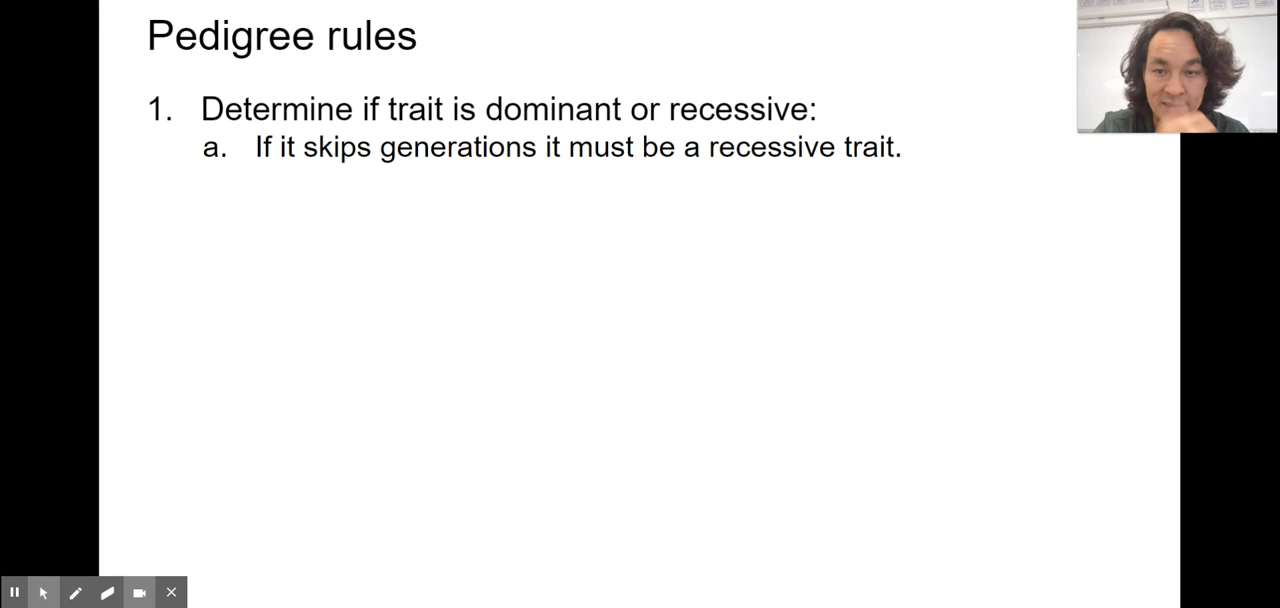 Pedigree rules
1. Determine if trait is dominant or recessive:
a. If it skips generations it must be a recessive trait.